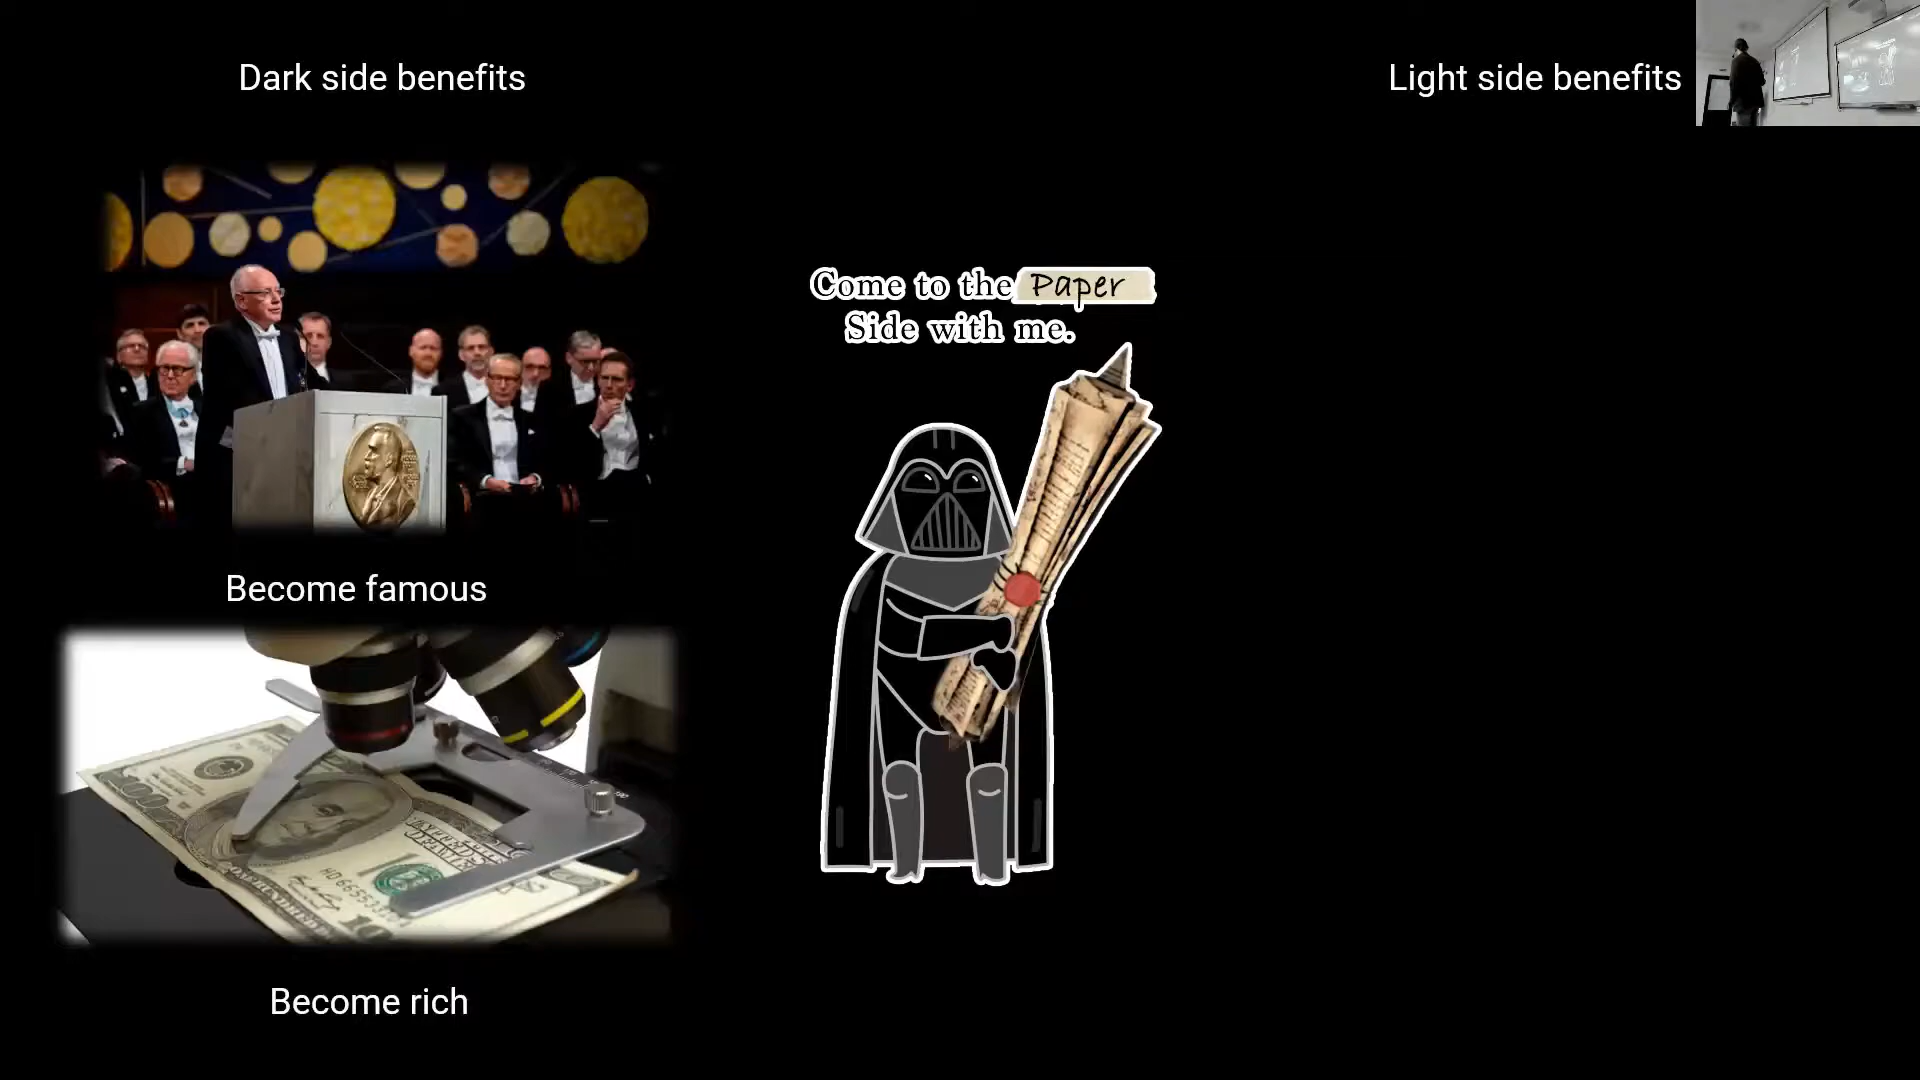 Dark side benefits
Light side benefits
Come to the Paper
Side with me.
Become famous
Become rich